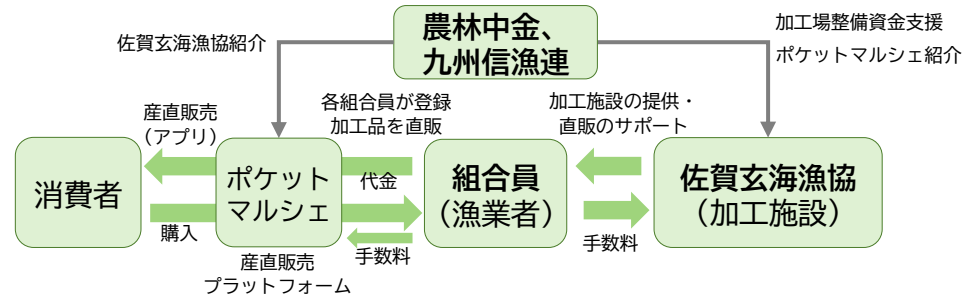 農林中金、
九州信漁連
佐賀玄海漁協紹介
加工場整備資金支援
ポケットマルシェ紹介
産直販売
（アプリ）
各組合員が登録
加工品を直販
加工施設の提供・
直販のサポート
消費者
ポケット
マルシェ
組合員
（漁業者）
佐賀玄海漁協
（加工施設）
代金
購入
手数料
手数料
産直販売
プラットフォーム